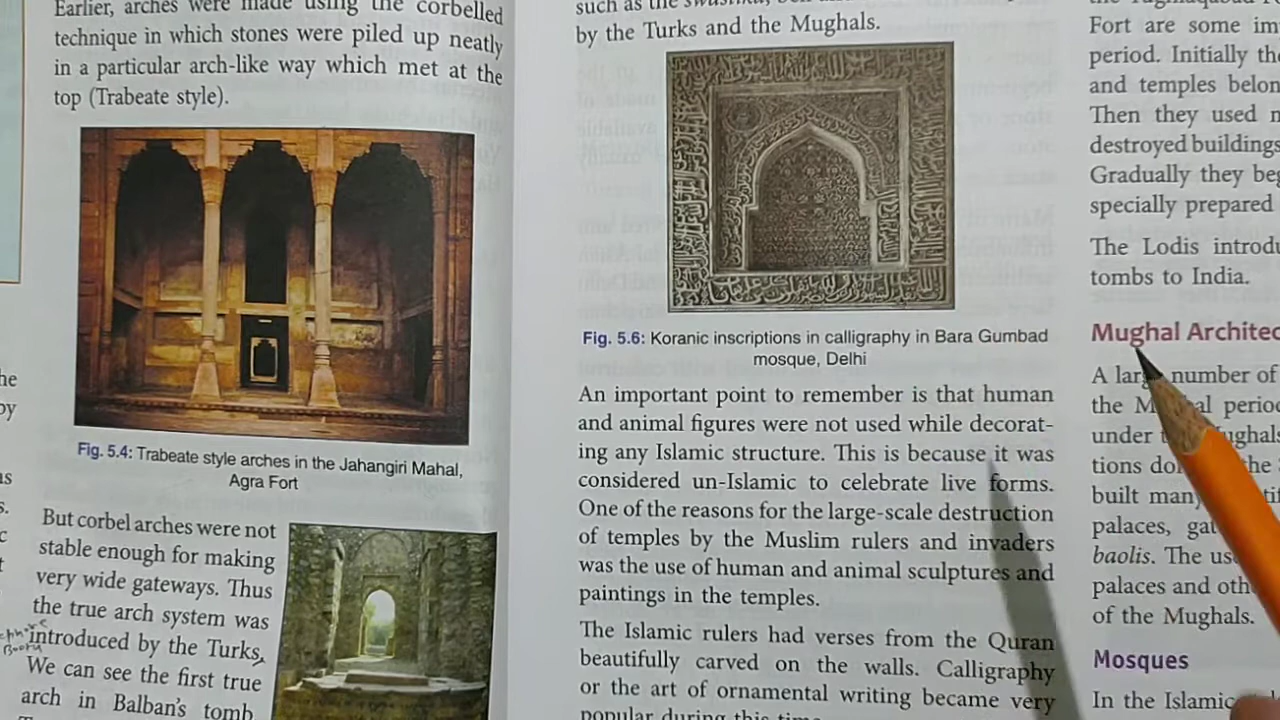 Earlier, arches were made using the corbelled
technique in which stones were piled up neatly
in a particular arch-like way which met at the
top (Trabeate style).
Fig. 5.4: Trabeate style arches in the Jahangiri Mahal,
Agra Fort
But corbel arches were not
stable enough for making
very wide gateways. Thus
the true arch system was
introduced by the Turks.
We can see the first true
arch in Balban's tomb
such as the
by the Turks and the Mughals.
Fig. 5.6: Koranic inscriptions in calligraphy in Bara Gumbad
mosque, Delhi
An important point to remember is that human
and animal figures were not used while decorat-
ing any Islamic structure. This is because it was
considered un-Islamic to celebrate live forms.
One of the reasons for the large-scale destruction
of temples by the Muslim rulers and invaders
was the use of human and animal sculptures and
paintings in the temples.
The Islamic rulers had verses from the Quran
beautifully carved on the walls. Calligraphy
or the art of ornamental writing became very
popular during this time.
Fort are some im
period. Initially the
and temples belon
Then they used
destroyed buildings
Gradually they beg
specially prepared
The Lodis introdu
tombs to India.
Mughal Architec
A large number of
the Mughal perio
under
built man
palaces, gat
baolis. The us
palaces and oth
of the Mughals.
Mosques
In the Islamic